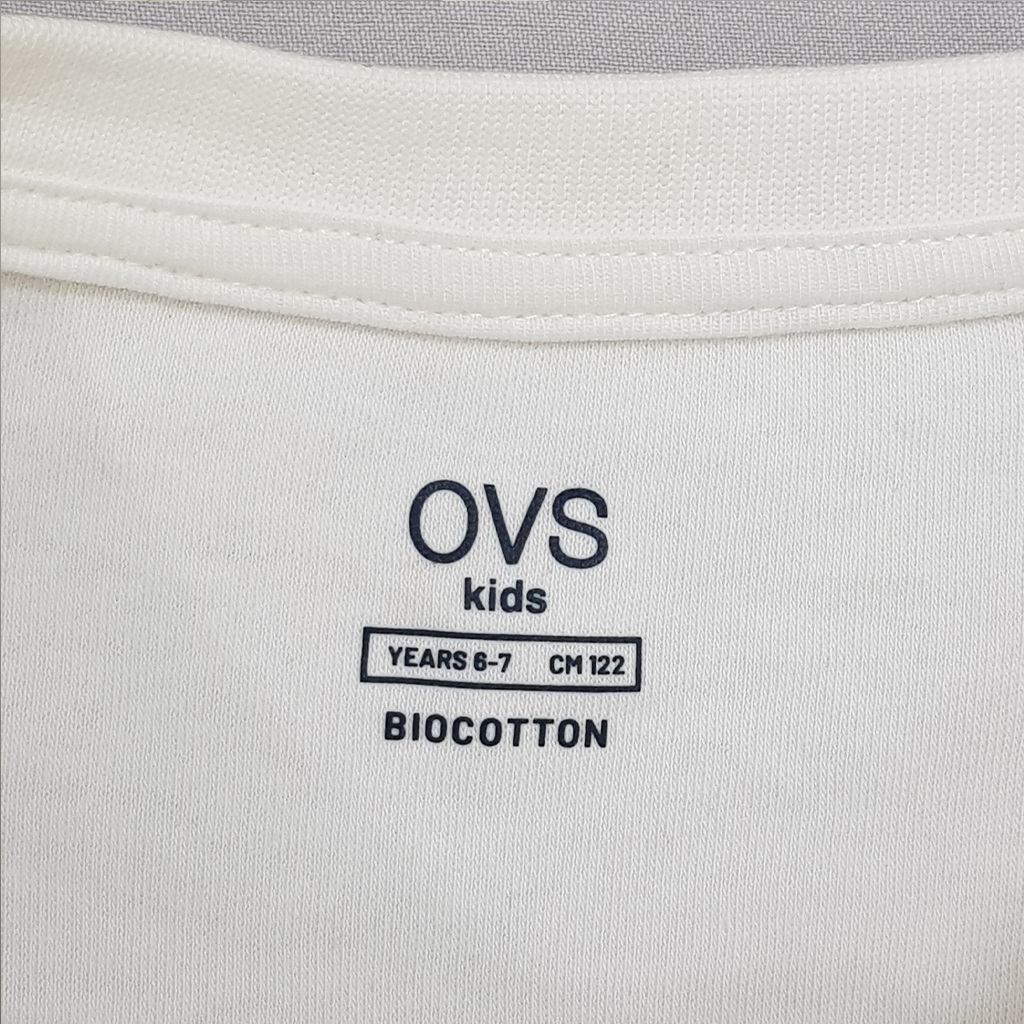 OVS
kids
YEARS 6-7 CM 122
BIOCOTTON